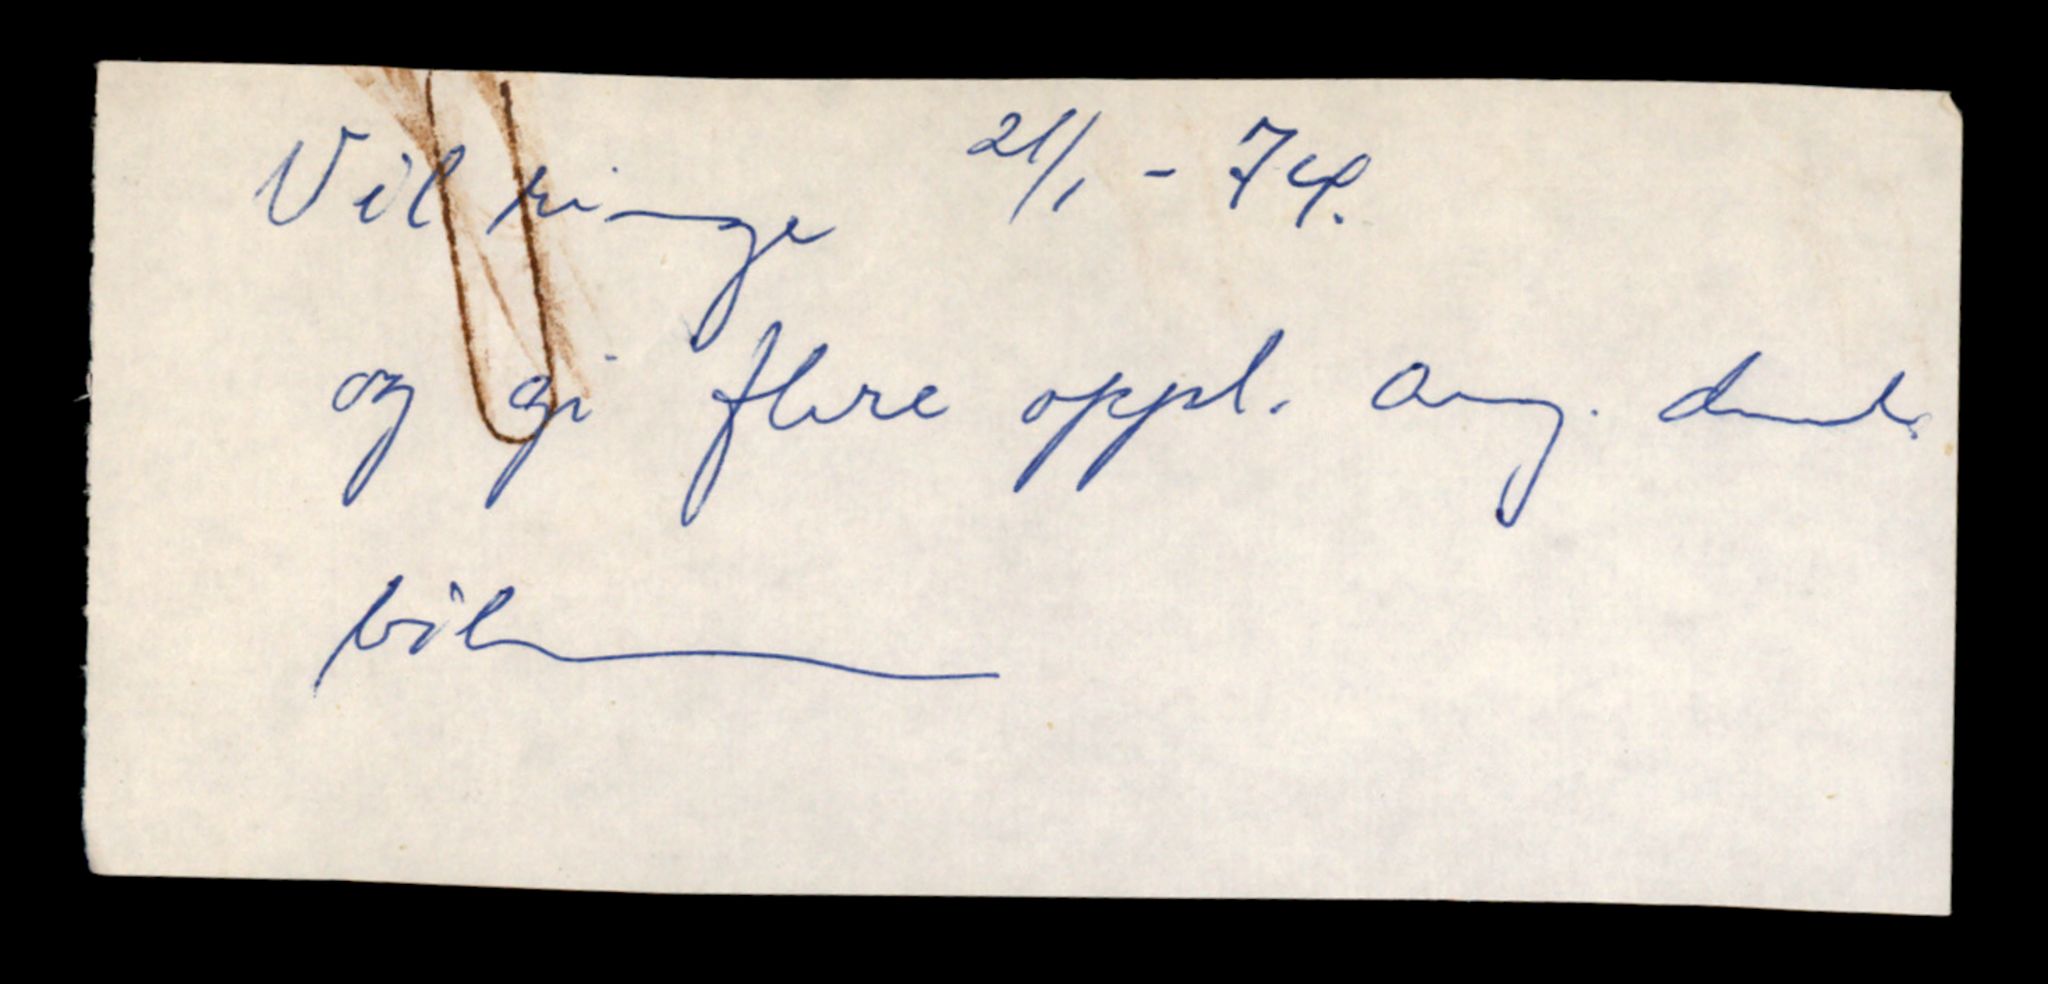 Vil ringe 21/1 - 74.
og gi flere oppl. ang. denne
bilen